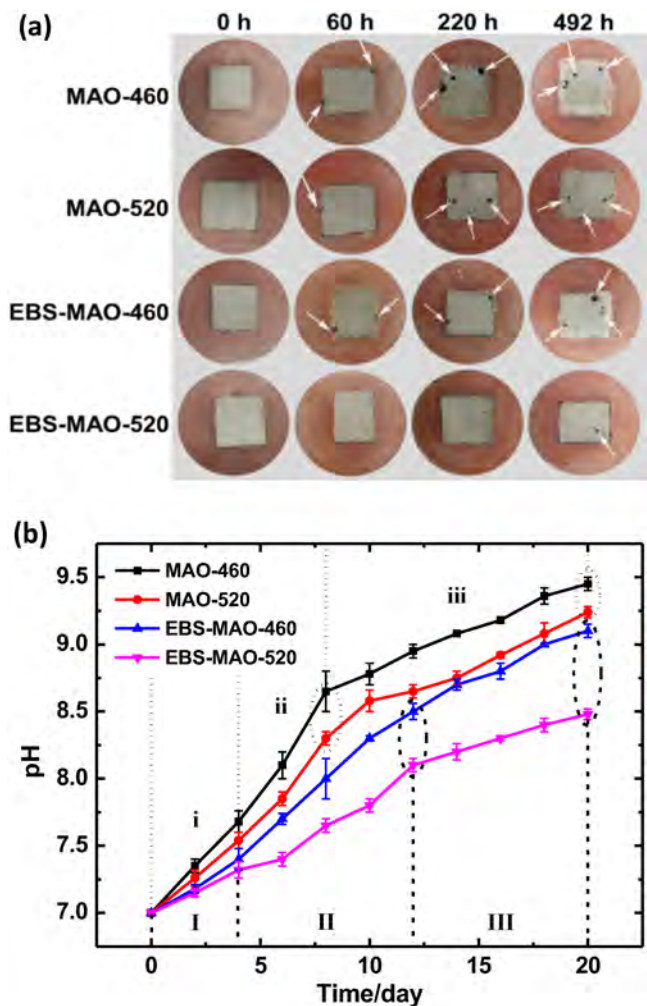 (a)
0 h 60 h 220 h 492 h
MAO-460
MAO-520
EBS-MAO-460
EBS-MAO-520
(b)
MAO-460
MAO-520
EBS-MAO-460
EBS-MAO-520
i
ii
iii
I
II
III
pH
9.5
9.0
8.5
8.0
7.5
7.0
0 5 10 15 20
Time/day